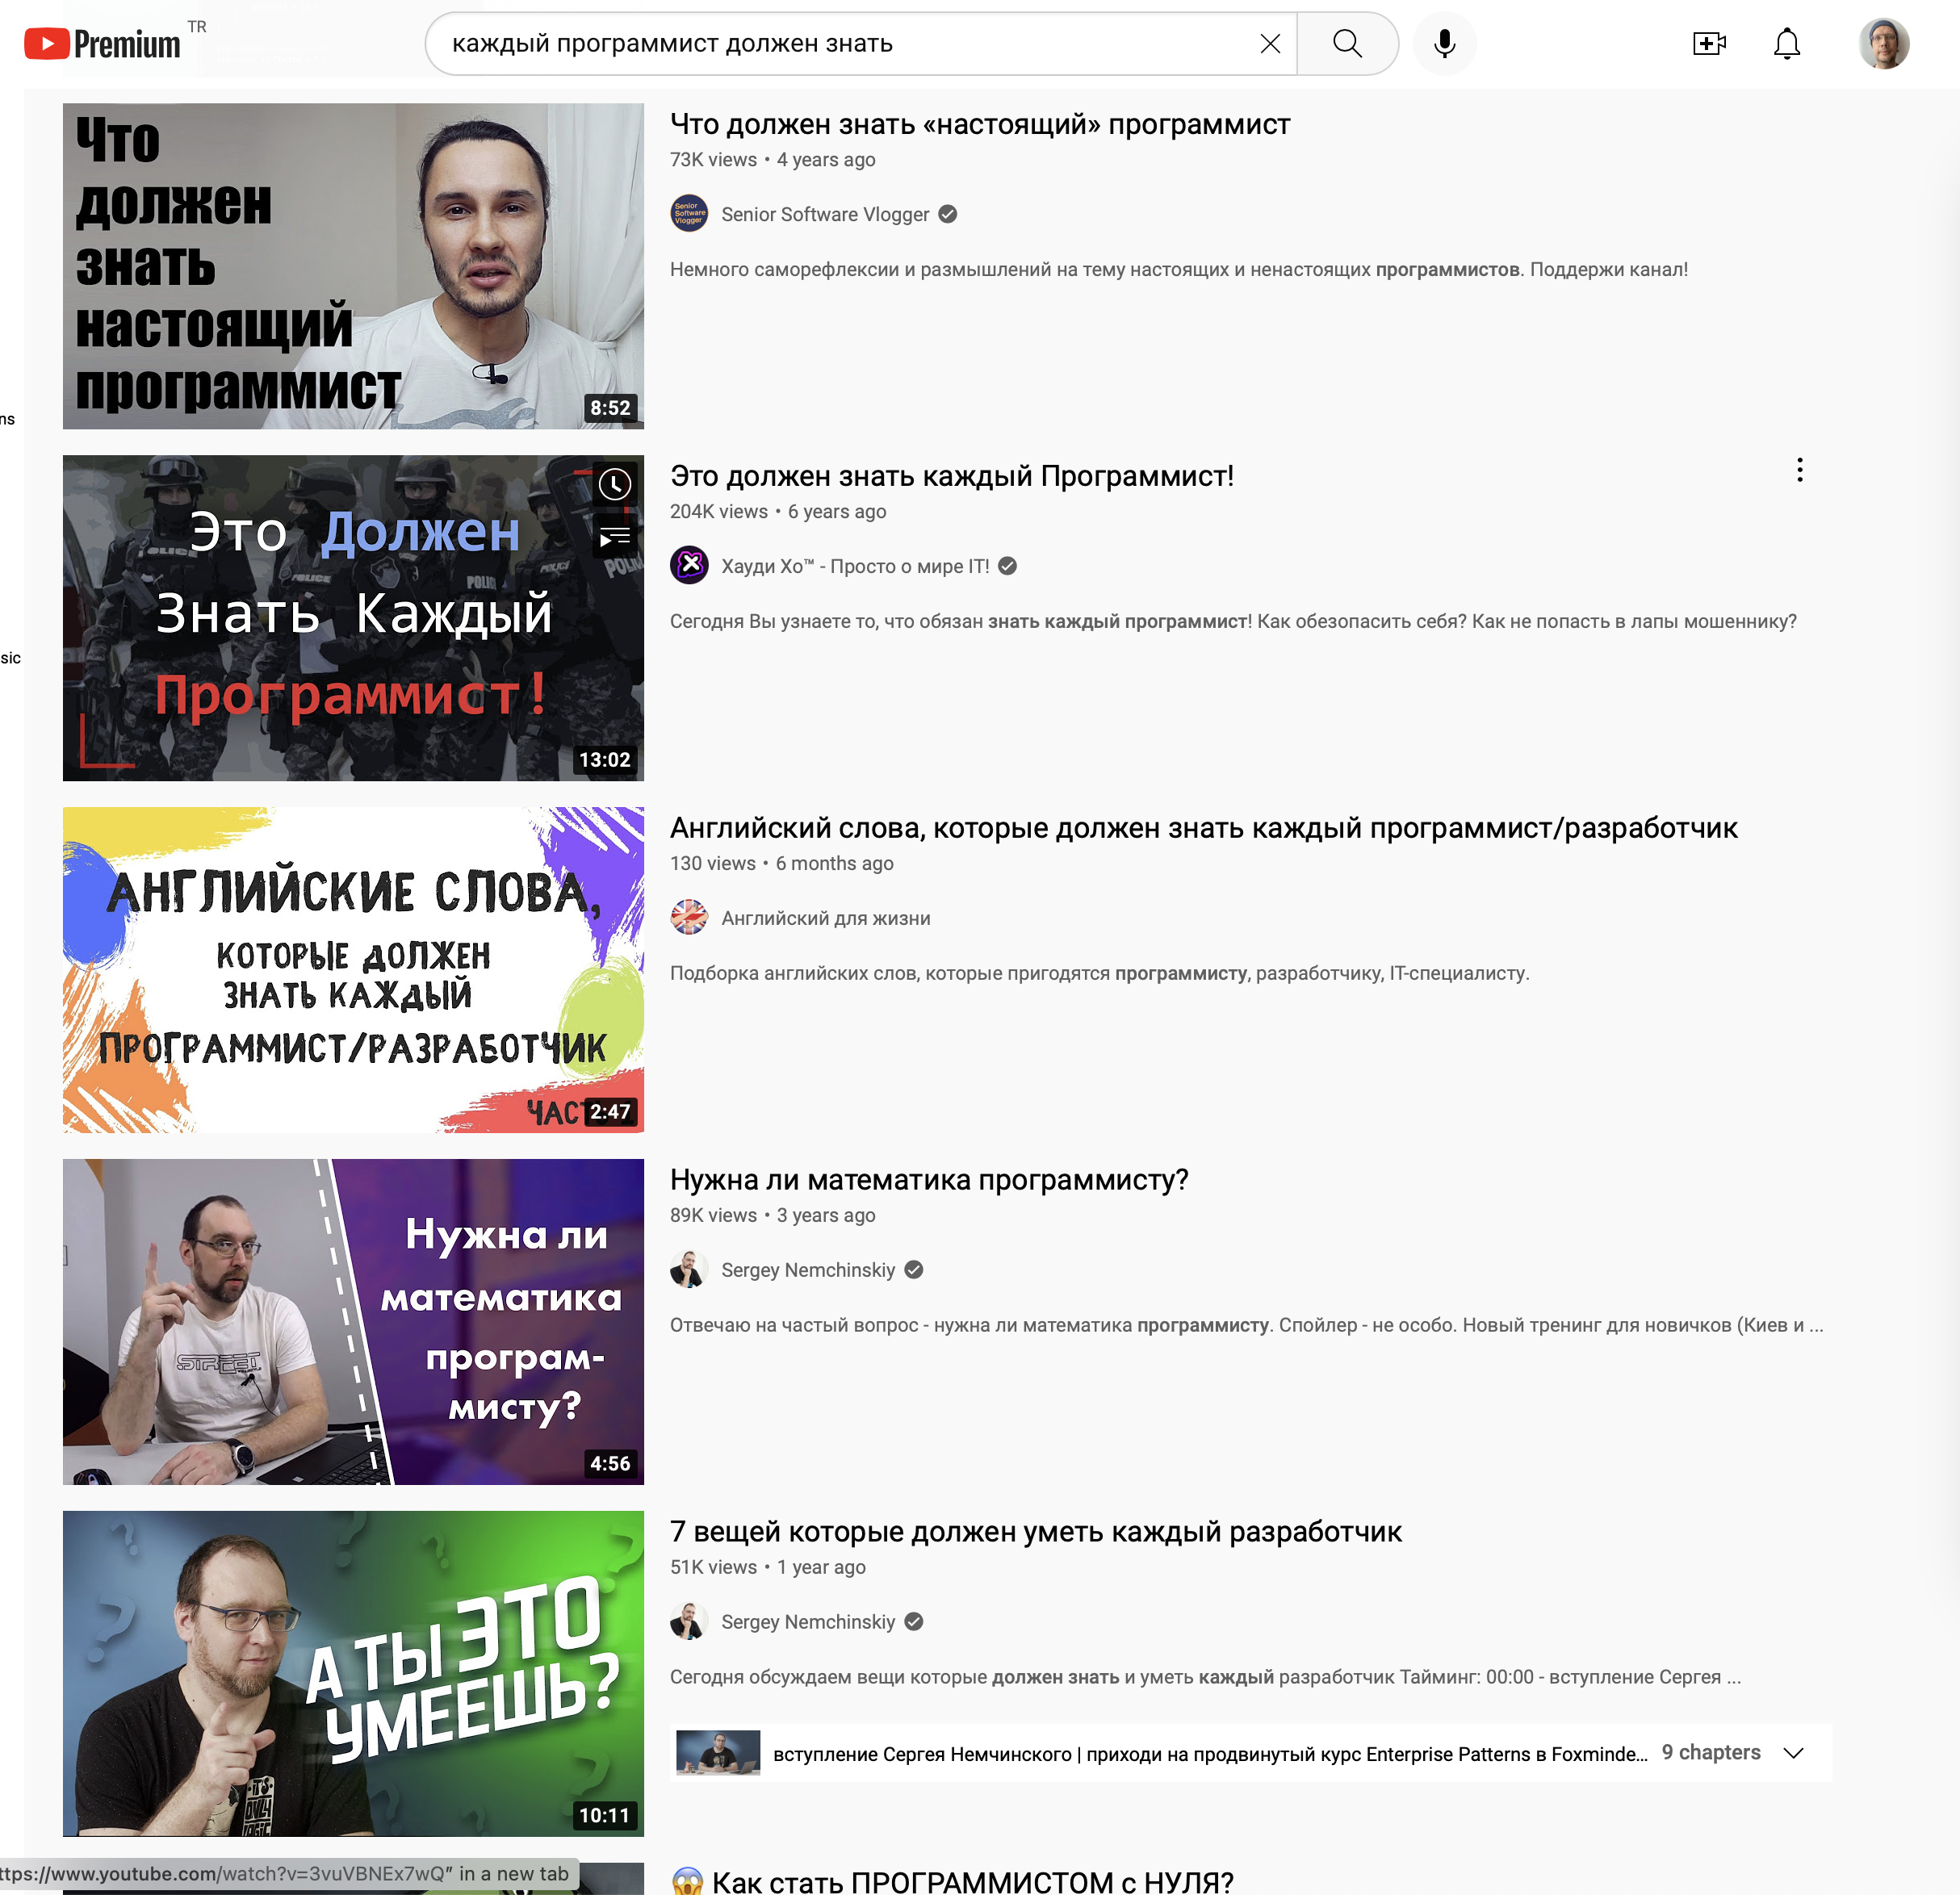 Premium TR
каждый программист должен знать
Что
должен
знать
настоящий
программист
8:52
Что должен знать «настоящий» программист
73K views • 4 years ago
Senior Software Vlogger
Senior Software Vlogger
Немного саморефлексии и размышлений на тему настоящих и ненастоящих программистов. Поддержи канал!
ns
Это Должен
Знать Каждый
Программист!
POLICE
POLICE
13:02
Это должен знать каждый Программист!
204K views • 6 years ago
Хауди Хо™ - Просто о мире IT!
Сегодня Вы узнаете то, что обязан знать каждый программист! Как обезопасить себя? Как не попасть в лапы мошеннику?
sic
АНГЛИЙСКИЕ СЛОВА,
КОТОРЫЕ ДОЛЖЕН
ЗНАТЬ КАЖДЫЙ
ПРОГРАММИСТ/РАЗРАБОТЧИК
2:47
Английский слова, которые должен знать каждый программист/разработчик
130 views • 6 months ago
Английский для жизни
Подборка английских слов, которые пригодятся программисту, разработчику, IT-специалисту.
Нужна ли
математика
програм-
мисту?
STREET
4:56
Нужна ли математика программисту?
89K views • 3 years ago
Sergey Nemchinskiy
Отвечаю на частый вопрос - нужна ли математика программисту. Спойлер - не особо. Новый тренинг для новичков (Киев и ...
А ТЫ ЭТО
УМЕЕШЬ?
IT'S
ONLY
LOGIC
10:11
7 вещей которые должен уметь каждый разработчик
51K views • 1 year ago
Sergey Nemchinskiy
Сегодня обсуждаем вещи которые должен знать и уметь каждый разработчик Тайминг: 00:00 - вступление Сергея ...
вступление Сергея Немчинского | приходи на продвинутый курс Enterprise Patterns в Foxminde... 9 chapters
ttps://www.youtube.com/watch?v=3vuVBNEx7wQ" in a new tab
Как стать ПРОГРАММИСТОМ с НУЛЯ?